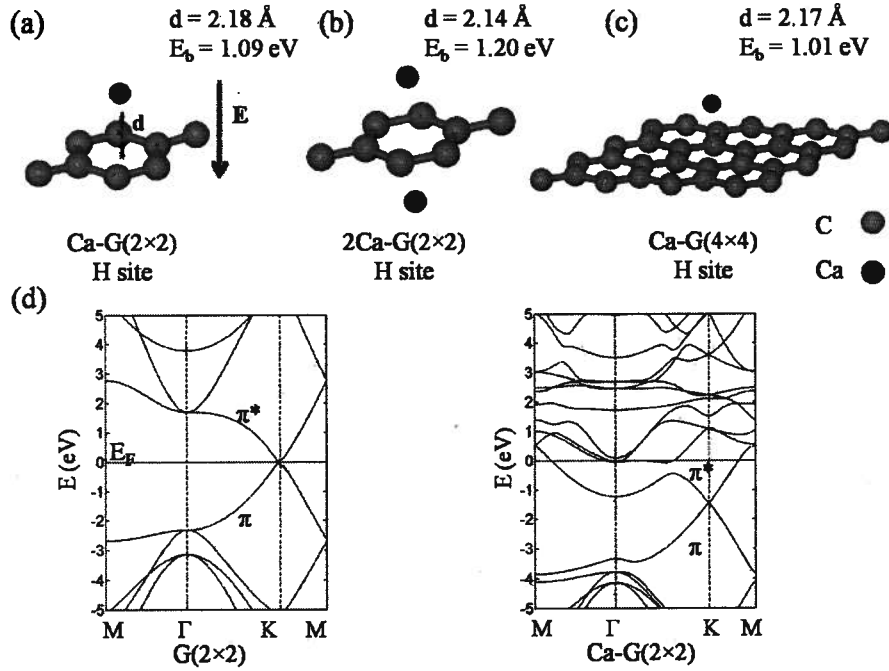 (a)
d = 2.18 Å
E_b = 1.09 eV
d
E
Ca-G(2×2)
H site
(b)
d = 2.14 Å
E_b = 1.20 eV
2Ca-G(2×2)
H site
(c)
d = 2.17 Å
E_b = 1.01 eV
Ca-G(4×4)
H site
C
Ca
(d)
E (eV)
5
4
3
2
1
0
-1
-2
-3
-4
-5
E_F
π*
π
M Γ K M
G(2×2)
E (eV)
5
4
3
2
1
0
-1
-2
-3
-4
-5
π*
π
M Γ K M
Ca-G(2×2)